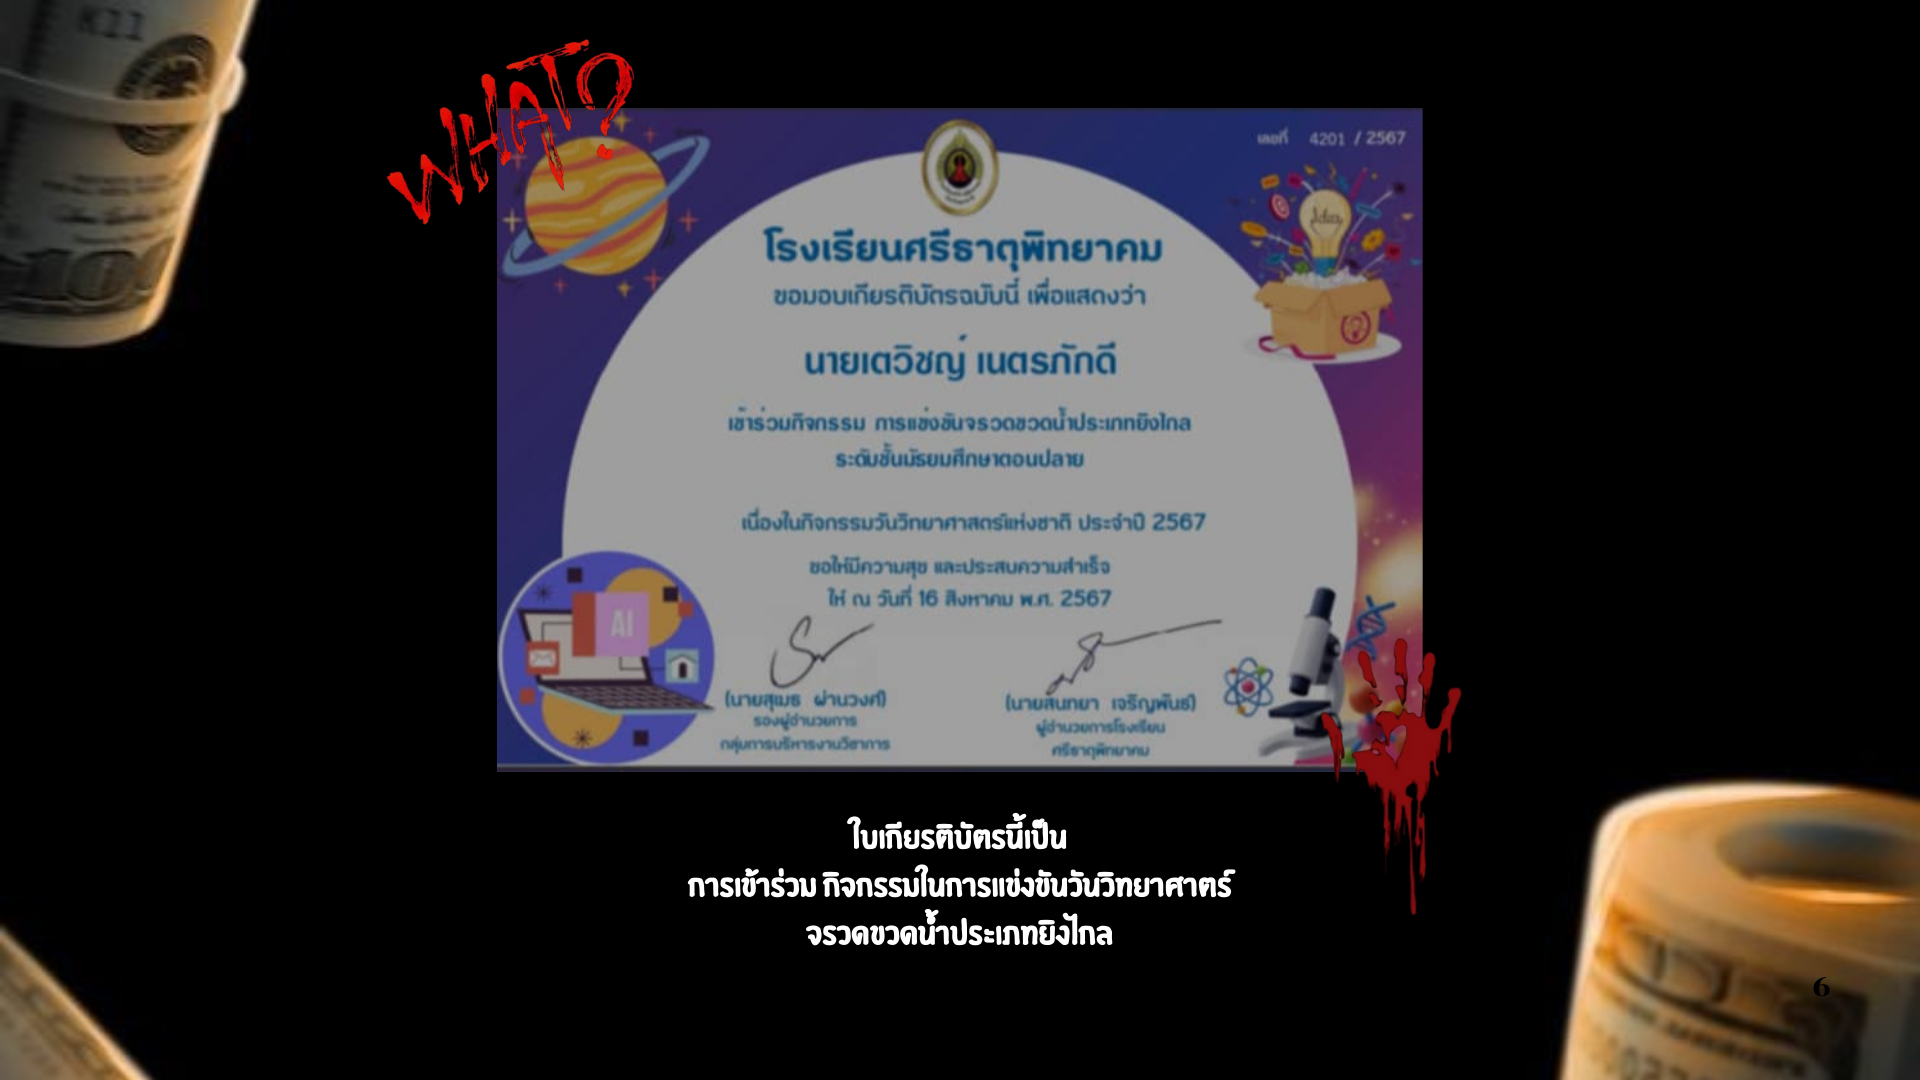 WHAT?
เลขที่ 4201 / 2567
Idea
โรงเรียนศรีธาตุพิทยาคม
ขอมอบเกียรติบัตรฉบับนี้ เพื่อแสดงว่า
นายเตวิชญ์ เนตรภักดี
เข้าร่วมกิจกรรม การแข่งขันจรวดขวดน้ำประเภทยิงไกล
ระดับชั้นมัธยมศึกษาตอนปลาย
เนื่องในกิจกรรมวันวิทยาศาสตร์แห่งชาติ ประจำปี 2567
ขอให้มีความสุข และประสบความสำเร็จ
ให้ ณ วันที่ 16 สิงหาคม พ.ศ. 2567
AI
(นายสุเมธ ผ่านวงศ์)
รองผู้อำนวยการ
กลุ่มการบริหารงานวิชาการ
(นายสนทยา เจริญพันธ์)
ผู้อำนวยการโรงเรียน
ศรีธาตุพิทยาคม
ใบเกียรติบัตรนี้เป็น
การเข้าร่วม กิจกรรมในการแข่งขันวันวิทยาศาตร์
จรวดขวดน้ำประเภทยิงไกล
6